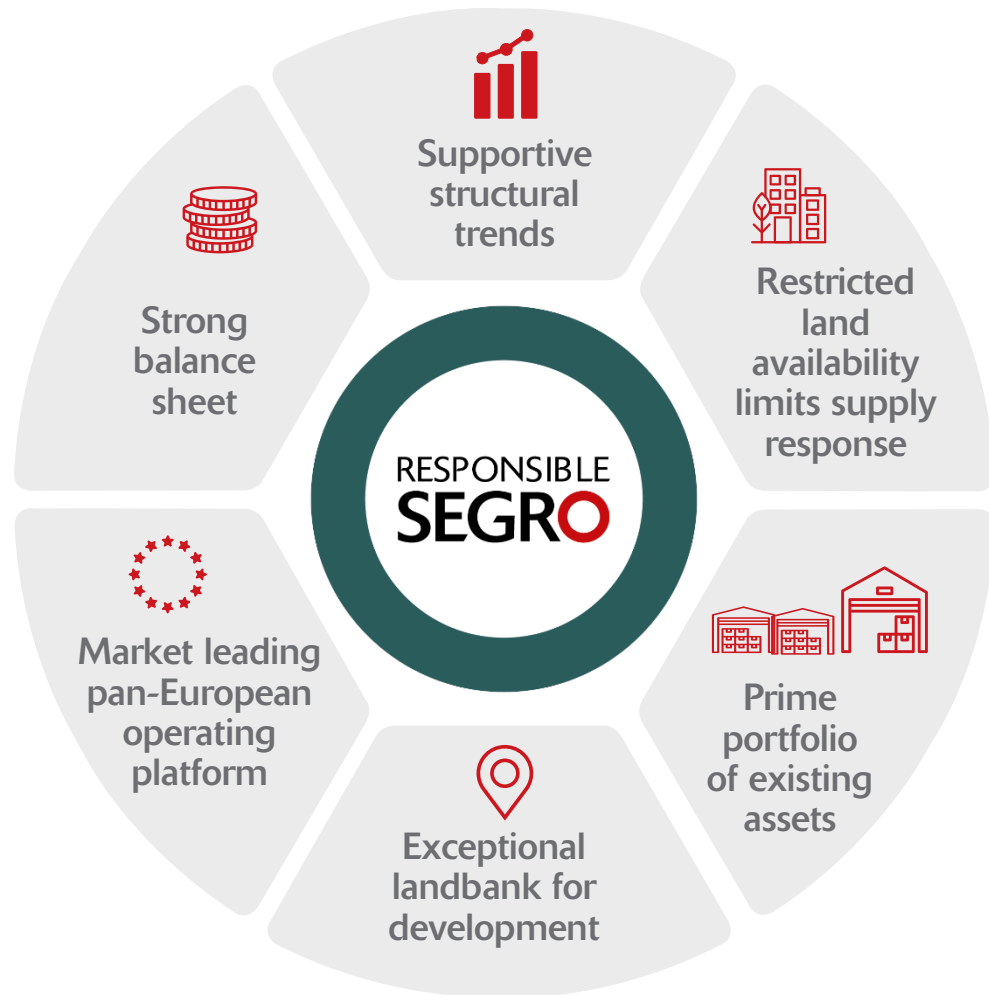 Supportive
structural
trends
Restricted
land
availability
limits supply
response
Prime
portfolio
of existing
assets
Exceptional
landbank for
development
Market leading
pan-European
operating
platform
Strong
balance
sheet
RESPONSIBLE
SEGRO